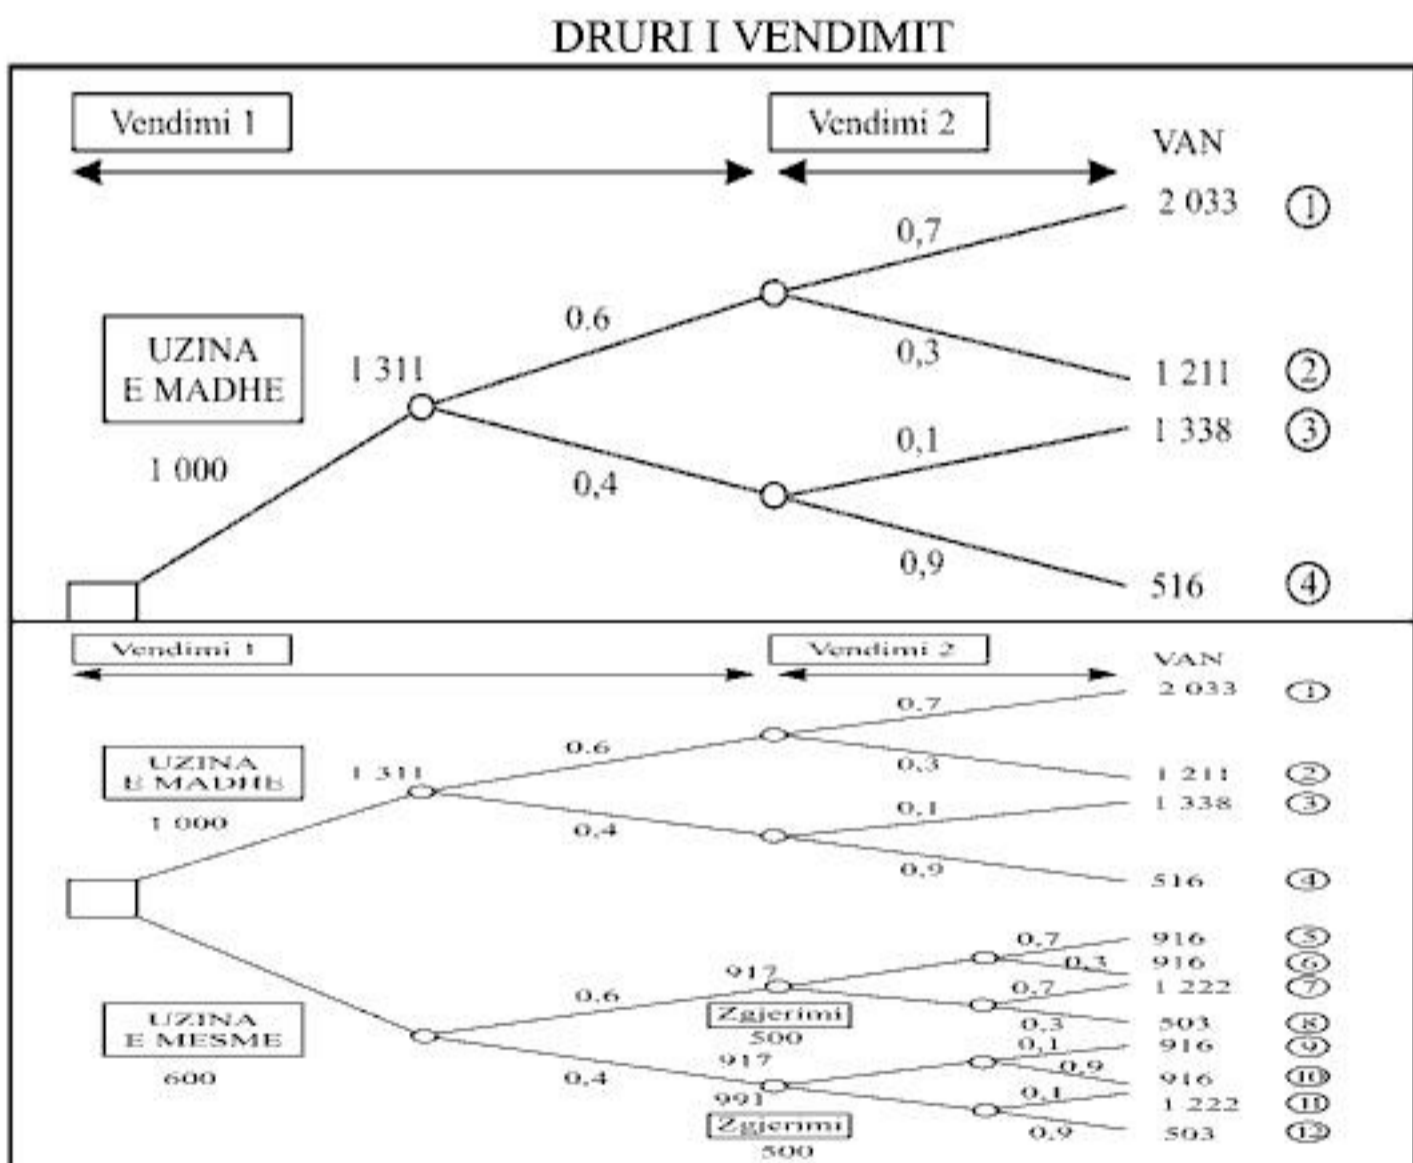 DRURI I VENDIMIT
Vendimi 1
Vendimi 2
VAN
2 033 1
0,7
0.6
0,3
UZINA
E MADHE
1 311
1 211 2
1 338 3
0,1
1 000
0,4
0,9
516 4
Vendimi 1
Vendimi 2
VAN
2 033 1
0.7
0.6
0.3
UZINA
E MADHE
1 311
1 211 2
1 338 3
0.1
1 000
0.4
0.9
516 4
0,7
916 5
917
0,3
916 6
0.6
0,7
1 222 7
UZINA
E MESME
Zgjerimi
500
0,3
503 8
0,1
916 9
917
600
0,4
0,9
916 10
991
0,1
1 222 11
Zgjerimi
500
0,9
503 12